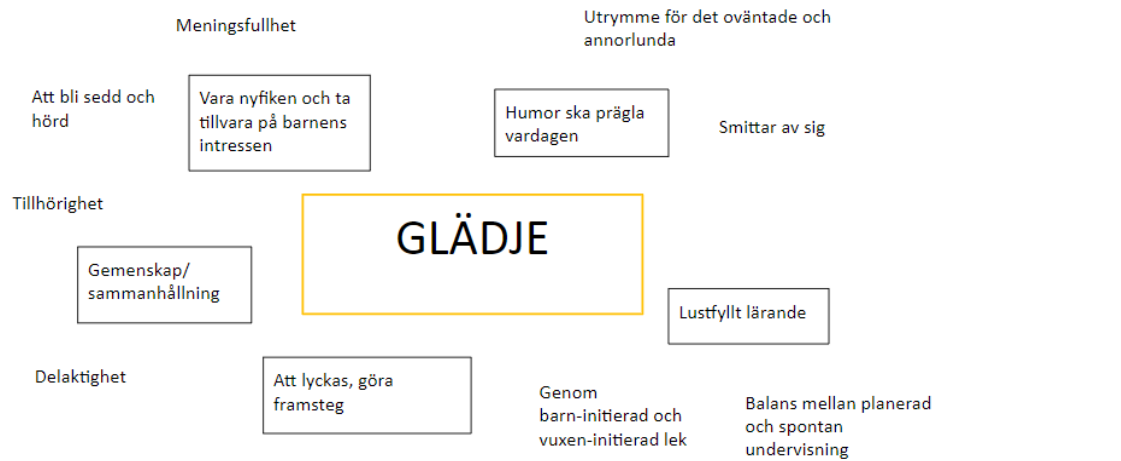 Meningsfullhet
Utrymme för det oväntade och
annorlunda
Att bli sedd och
hörd
Vara nyfiken och ta
tillvara på barnens
intressen
Humor ska prägla
vardagen
Smittar av sig
Tillhörighet
GLÄDJE
Gemenskap/
sammanhållning
Lustfyllt lärande
Delaktighet
Att lyckas, göra
framsteg
Genom
barn-initierad och
vuxen-initierad lek
Balans mellan planerad
och spontan
undervisning